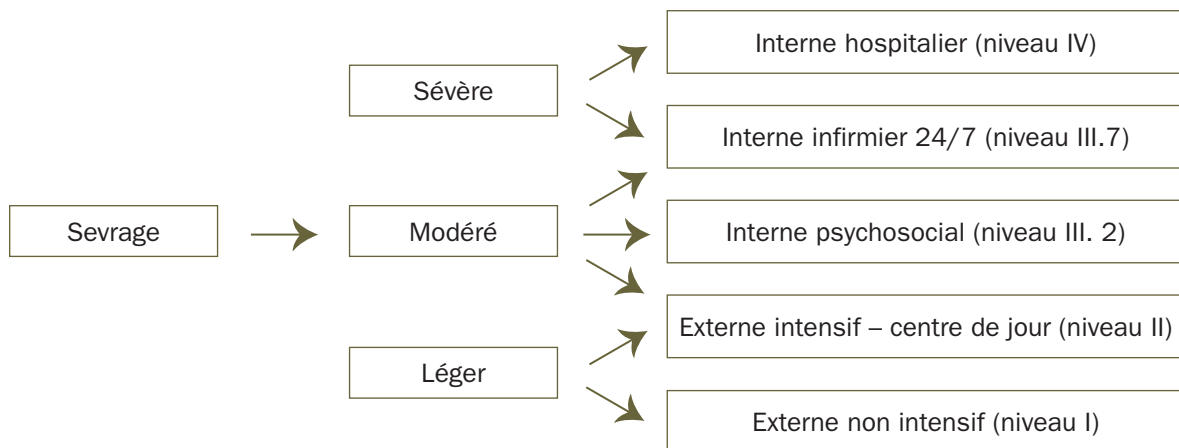 Sevrage
Sévère
Modéré
Léger
Interne hospitalier (niveau IV)
Interne infirmier 24/7 (niveau III.7)
Interne psychosocial (niveau III. 2)
Externe intensif – centre de jour (niveau II)
Externe non intensif (niveau I)